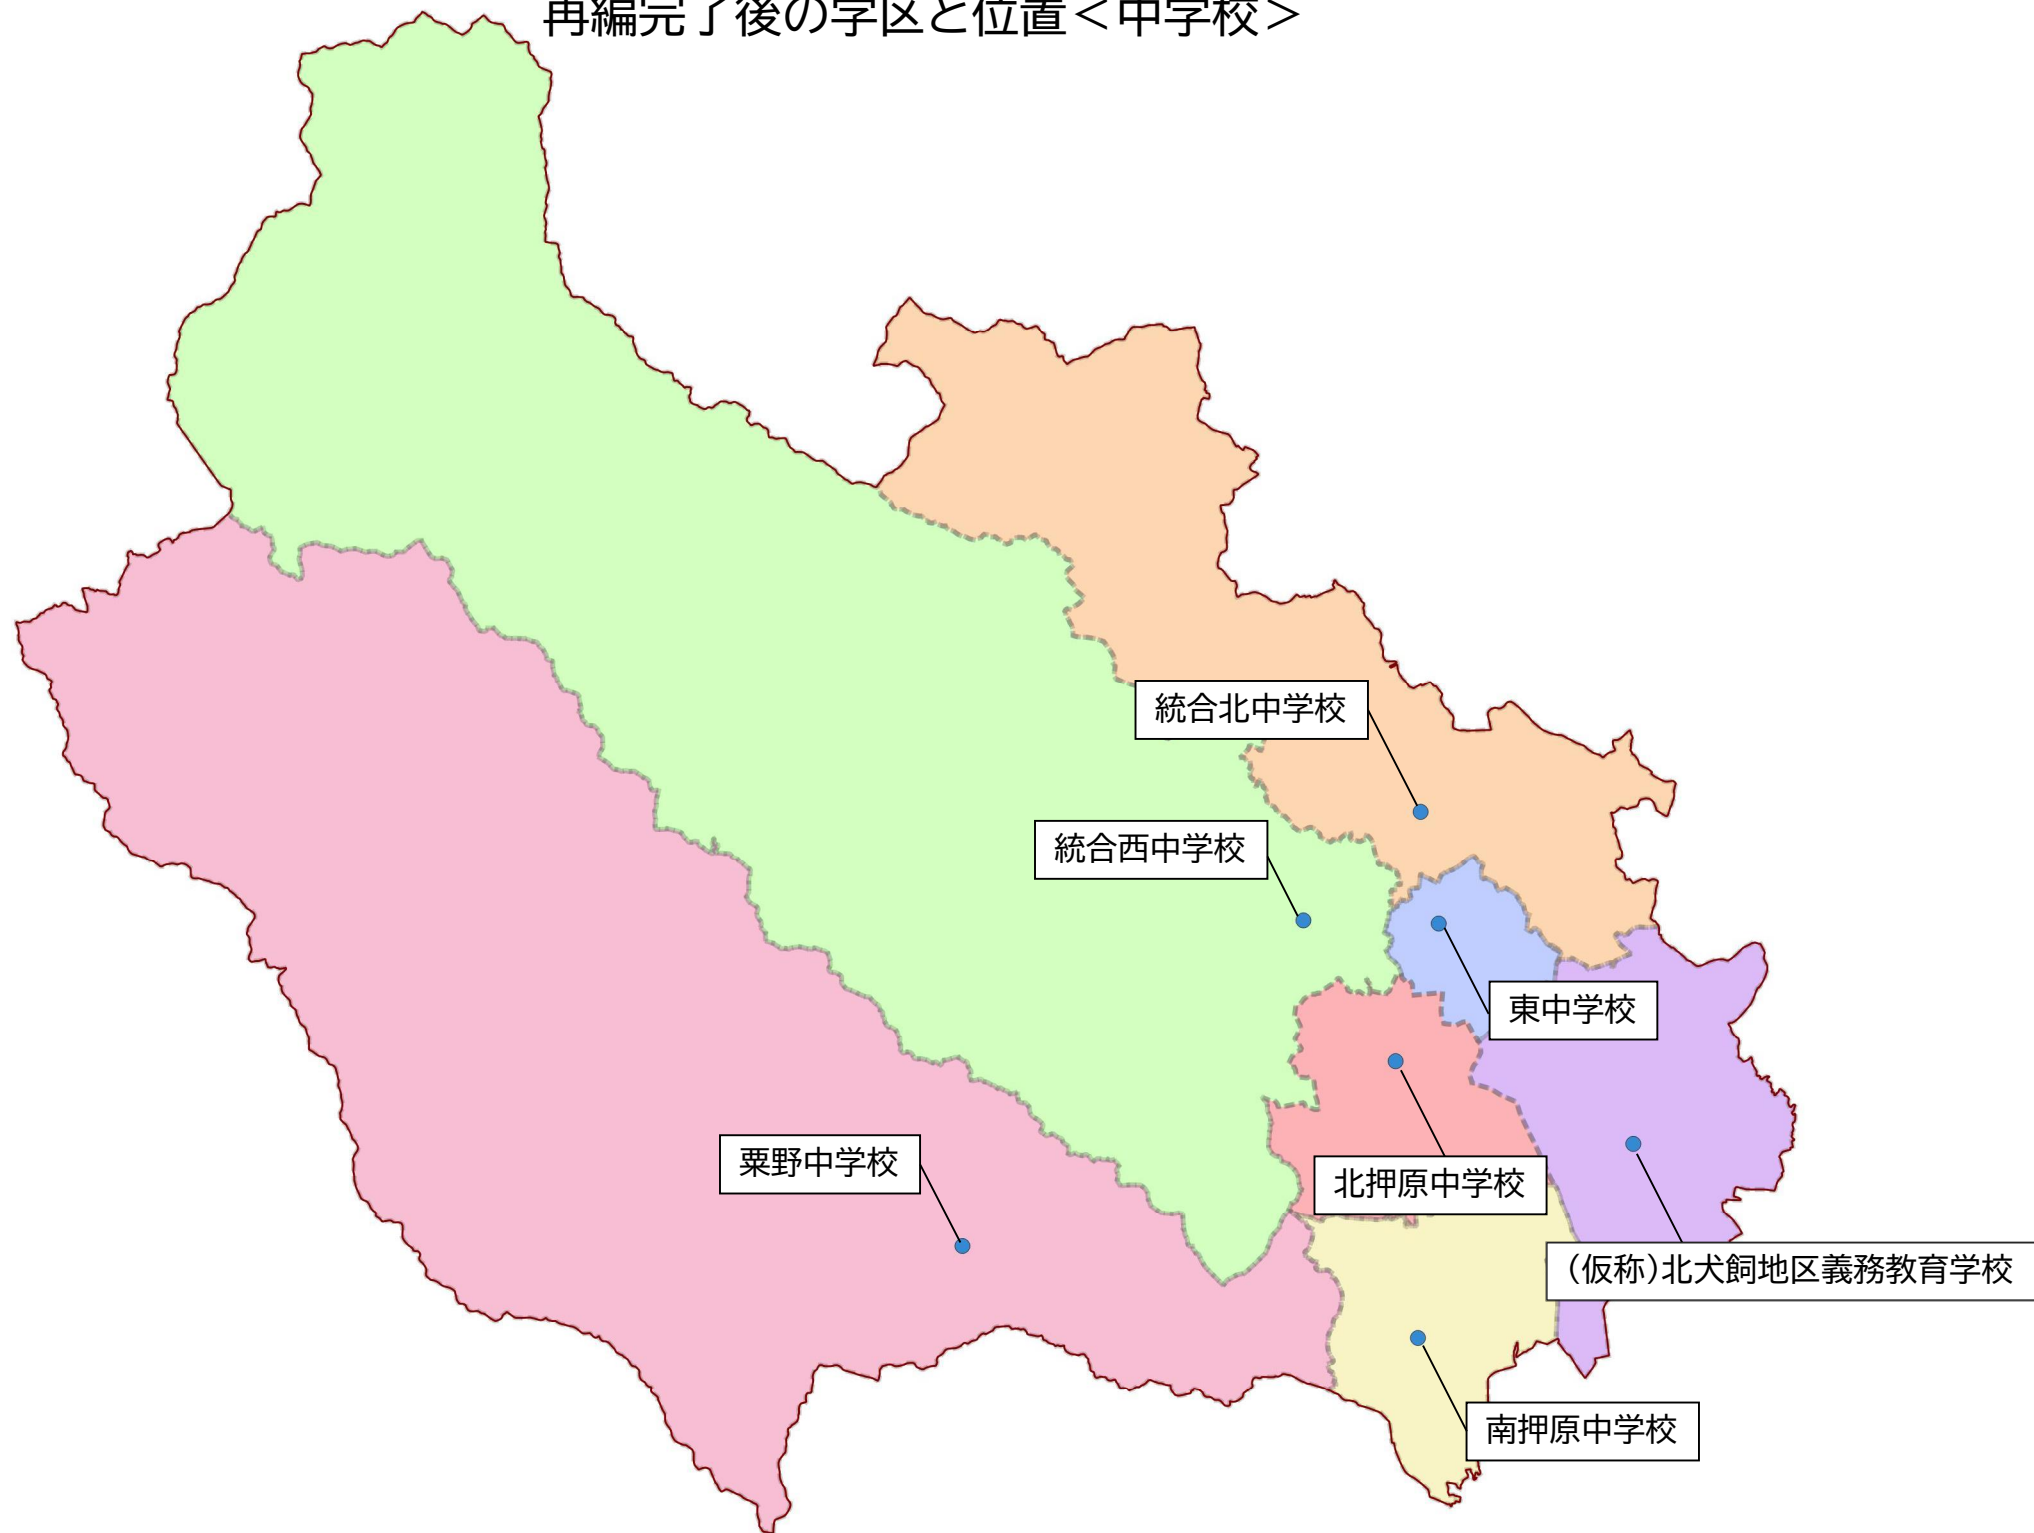 再編完了後の学区と位置＜中学校＞
統合北中学校
統合西中学校
東中学校
粟野中学校
北押原中学校
（仮称）北犬飼地区義務教育学校
南押原中学校